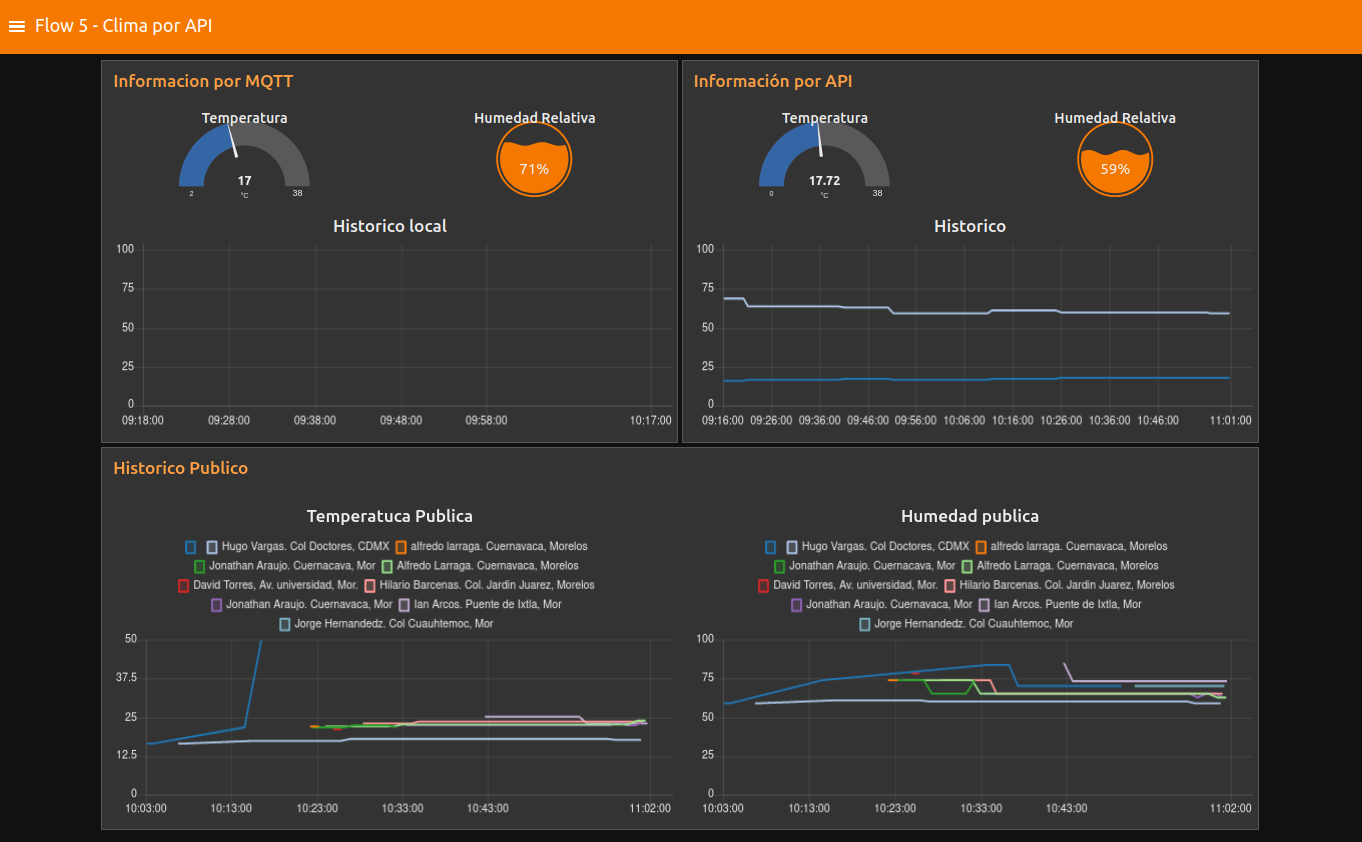 Flow 5 - Clima por API
Informacion por MQTT
Temperatura
Humedad Relativa
17
71%
2
°C
38
Historico local
100
75
50
25
0
09:18:00 09:28:00 09:38:00 09:48:00 09:58:00 10:17:00
Información por API
Temperatura
Humedad Relativa
17.72
59%
0
°C
38
Historico
100
75
50
25
0
09:16:00 09:26:00 09:36:00 09:46:00 09:56:00 10:06:00 10:16:00 10:26:00 10:36:00 10:46:00 11:01:00
Historico Publico
Temperatuca Publica
Hugo Vargas. Col Doctores, CDMX alfredo larraga. Cuernavaca, Morelos
Jonathan Araujo. Cuernacava, Mor Alfredo Larraga. Cuernavaca, Morelos
David Torres, Av. universidad, Mor. Hilario Barcenas. Col. Jardin Juarez, Morelos
Jonathan Araujo. Cuernavaca, Mor Ian Arcos. Puente de Ixtla, Mor
Jorge Hernandedz. Col Cuauhtemoc, Mor
50
37.5
25
12.5
0
10:03:00 10:13:00 10:23:00 10:33:00 10:43:00 11:02:00
Humedad publica
Hugo Vargas. Col Doctores, CDMX alfredo larraga. Cuernavaca, Morelos
Jonathan Araujo. Cuernacava, Mor Alfredo Larraga. Cuernavaca, Morelos
David Torres, Av. universidad, Mor. Hilario Barcenas. Col. Jardin Juarez, Morelos
Jonathan Araujo. Cuernavaca, Mor Ian Arcos. Puente de Ixtla, Mor
Jorge Hernandedz. Col Cuauhtemoc, Mor
100
75
50
25
0
10:03:00 10:13:00 10:23:00 10:33:00 10:43:00 11:02:00